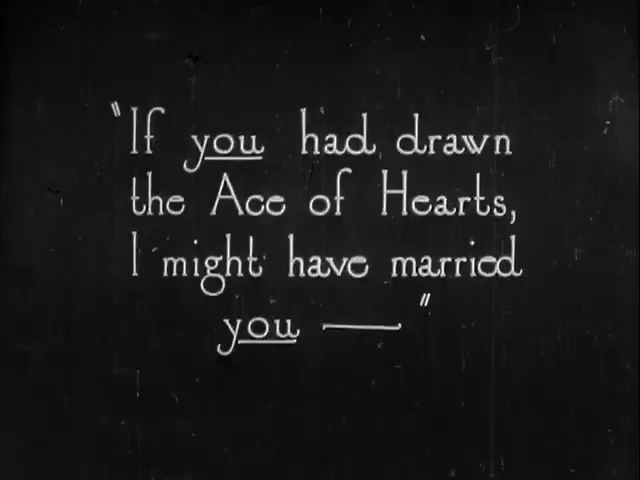 "If you had drawn
the Ace of Hearts,
I might have married
you —"